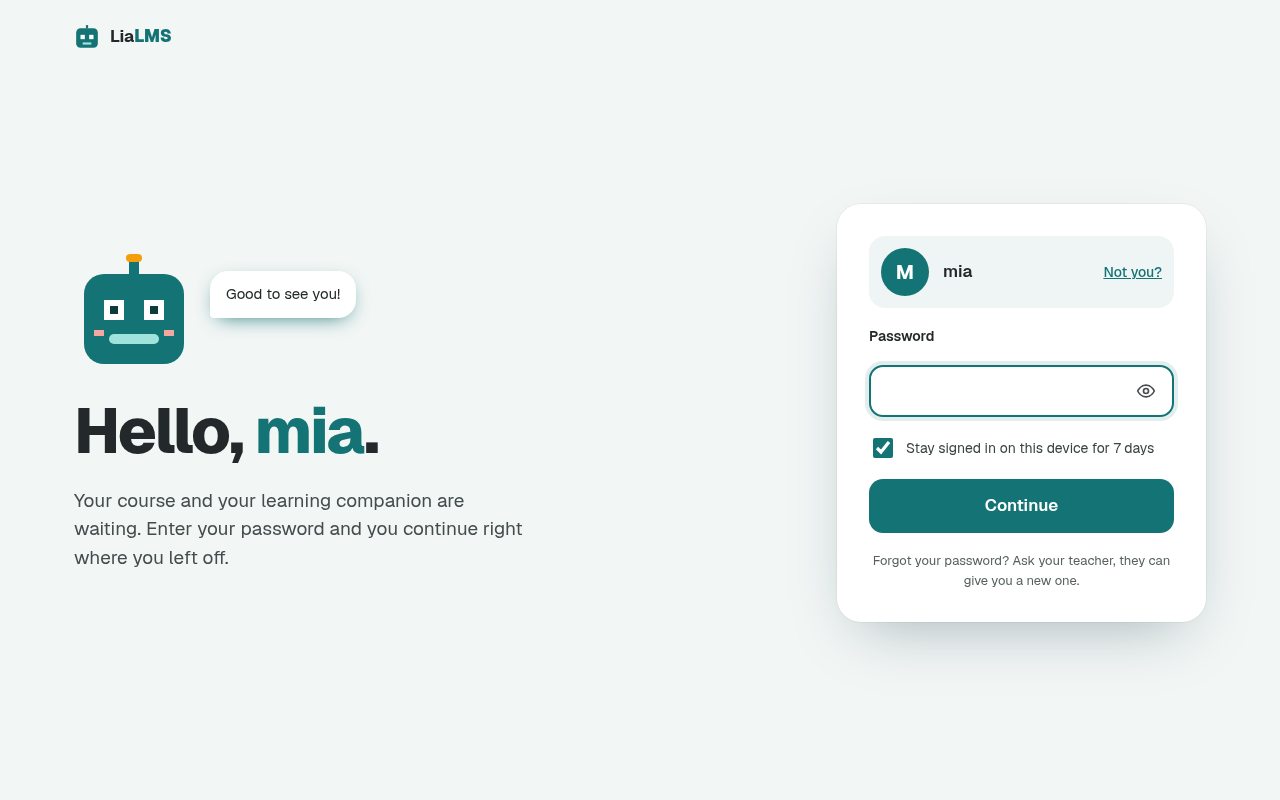 LiaLMS
Good to see you!
Hello, mia.
Your course and your learning companion are
waiting. Enter your password and you continue right
where you left off.
M
mia
Not you?
Password
Stay signed in on this device for 7 days
Continue
Forgot your password? Ask your teacher, they can
give you a new one.